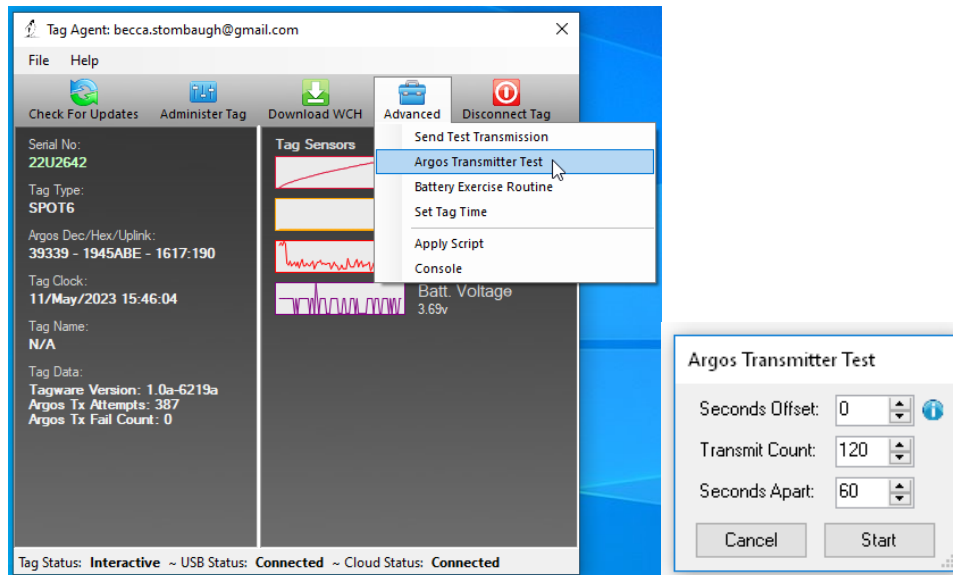 Tag Agent: becca.stombaugh@gmail.com
File Help
Check For Updates Administer Tag Download WCH Advanced Disconnect Tag
Serial No:
22U2642
Tag Type:
SPOT6
Argos Dec/Hex/Uplink:
39339 - 1945ABE - 1617:190
Tag Clock:
11/May/2023 15:46:04
Tag Name:
N/A
Tag Data:
Tagware Version: 1.0a-6219a
Argos Tx Attempts: 387
Argos Tx Fail Count: 0
Tag Sensors
Send Test Transmission
Argos Transmitter Test
Battery Exercise Routine
Set Tag Time
Apply Script
Console
Batt. Voltage
3.69v
Tag Status: Interactive ~ USB Status: Connected ~ Cloud Status: Connected
Argos Transmitter Test
Seconds Offset: 0
Transmit Count: 120
Seconds Apart: 60
Cancel Start